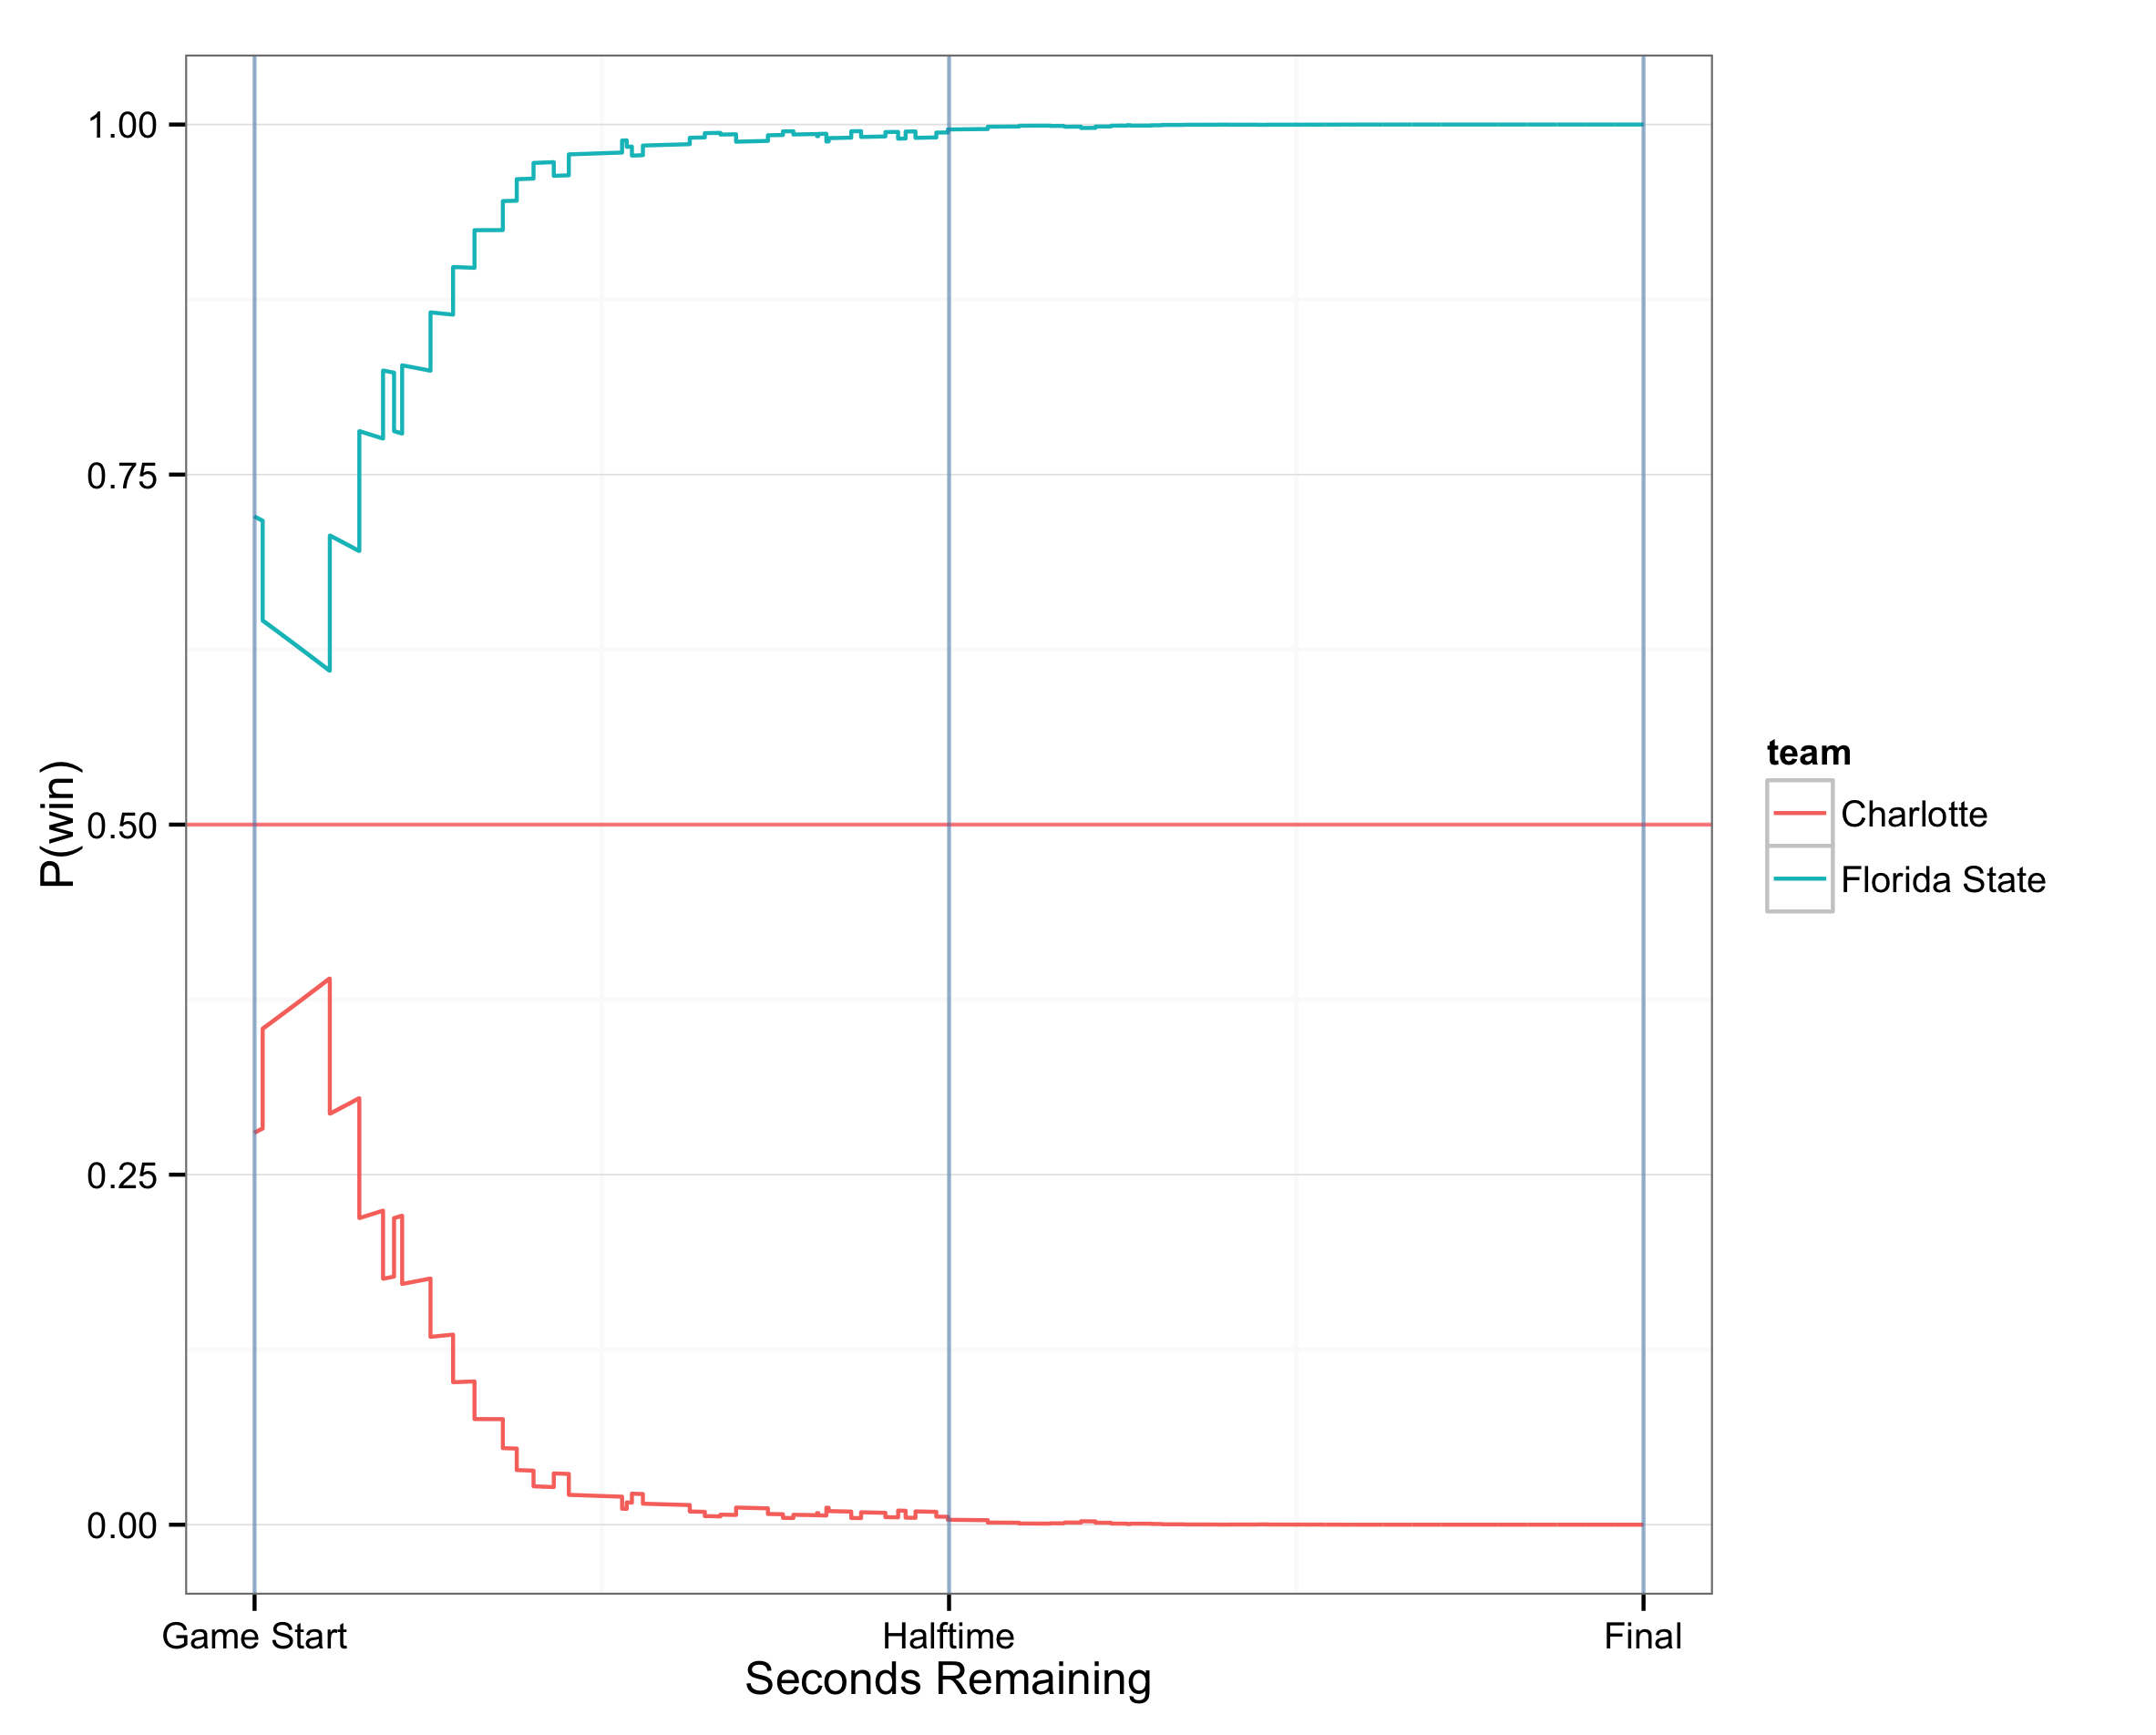 1.00
0.75
0.50
0.25
0.00
P(win)
Game Start
Halftime
Final
Seconds Remaining
team
Charlotte
Florida State